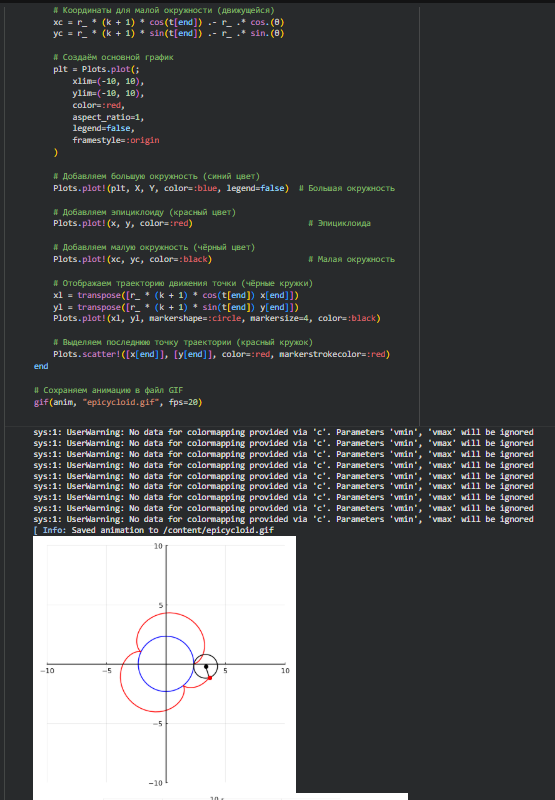 # Координаты для малой окружности (движущейся)
xc = r_ * (k + 1) * cos(t[end]) .- r_ .* cos.(θ)
yc = r_ * (k + 1) * sin(t[end]) .- r_ .* sin.(θ)
# Создаём основной график
plt = Plots.plot(;
xlim=(-10, 10),
ylim=(-10, 10),
color=:red,
aspect_ratio=1,
legend=false,
framestyle=:origin
)
# Добавляем большую окружность (синий цвет)
Plots.plot!(plt, X, Y, color=:blue, legend=false)  # Большая окружность
# Добавляем эпициклоиду (красный цвет)
Plots.plot!(x, y, color=:red)  # Эпициклоида
# Добавляем малую окружность (чёрный цвет)
Plots.plot!(xc, yc, color=:black)  # Малая окружность
# Отображаем траекторию движения точки (чёрные кружки)
xl = transpose([r_ * (k + 1) * cos(t[end]) x[end]])
yl = transpose([r_ * (k + 1) * sin(t[end]) y[end]])
Plots.plot!(xl, yl, markershape=:circle, markersize=4, color=:black)
# Выделяем последнюю точку траектории (красный кружок)
Plots.scatter!([x[end]], [y[end]], color=:red, markerstrokecolor=:red)
end
# Сохраняем анимацию в файл GIF
gif(anim, "epicycloid.gif", fps=20)
sys:1: UserWarning: No data for colormapping provided via 'c'. Parameters 'vmin', 'vmax' will be ignored
sys:1: UserWarning: No data for colormapping provided via 'c'. Parameters 'vmin', 'vmax' will be ignored
sys:1: UserWarning: No data for colormapping provided via 'c'. Parameters 'vmin', 'vmax' will be ignored
sys:1: UserWarning: No data for colormapping provided via 'c'. Parameters 'vmin', 'vmax' will be ignored
sys:1: UserWarning: No data for colormapping provided via 'c'. Parameters 'vmin', 'vmax' will be ignored
sys:1: UserWarning: No data for colormapping provided via 'c'. Parameters 'vmin', 'vmax' will be ignored
sys:1: UserWarning: No data for colormapping provided via 'c'. Parameters 'vmin', 'vmax' will be ignored
sys:1: UserWarning: No data for colormapping provided via 'c'. Parameters 'vmin', 'vmax' will be ignored
sys:1: UserWarning: No data for colormapping provided via 'c'. Parameters 'vmin', 'vmax' will be ignored
[ Info: Saved animation to /content/epicycloid.gif
10
5
−10 −5 5 10
−5
−10